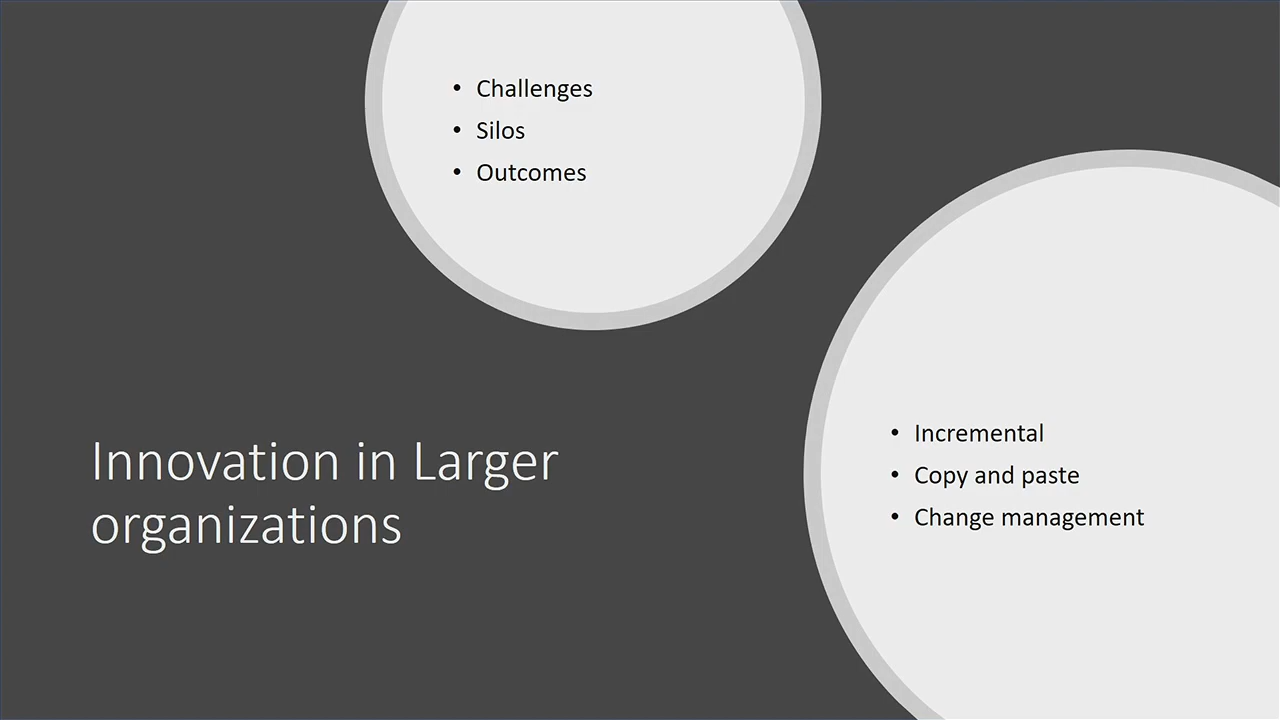 • Challenges
• Silos
• Outcomes
Innovation in Larger
organizations
• Incremental
• Copy and paste
• Change management